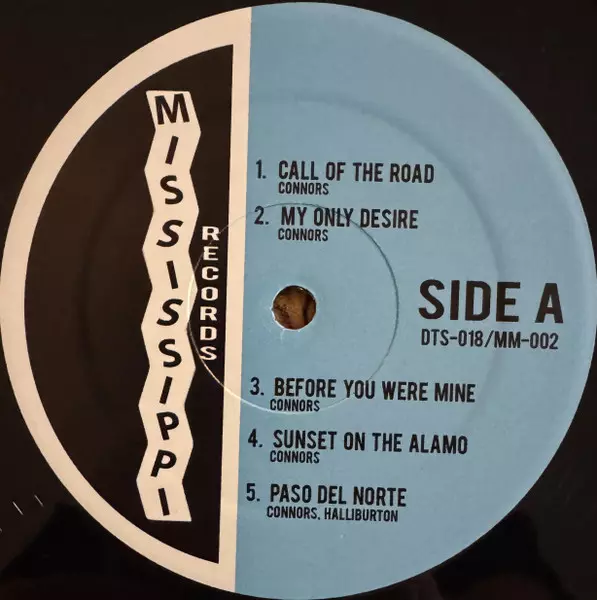 MISSISSIPPI
RECORDS
1. CALL OF THE ROAD
CONNORS
2. MY ONLY DESIRE
CONNORS
SIDE A
DTS-018/MM-002
3. BEFORE YOU WERE MINE
CONNORS
4. SUNSET ON THE ALAMO
CONNORS
5. PASO DEL NORTE
CONNORS, HALLIBURTON